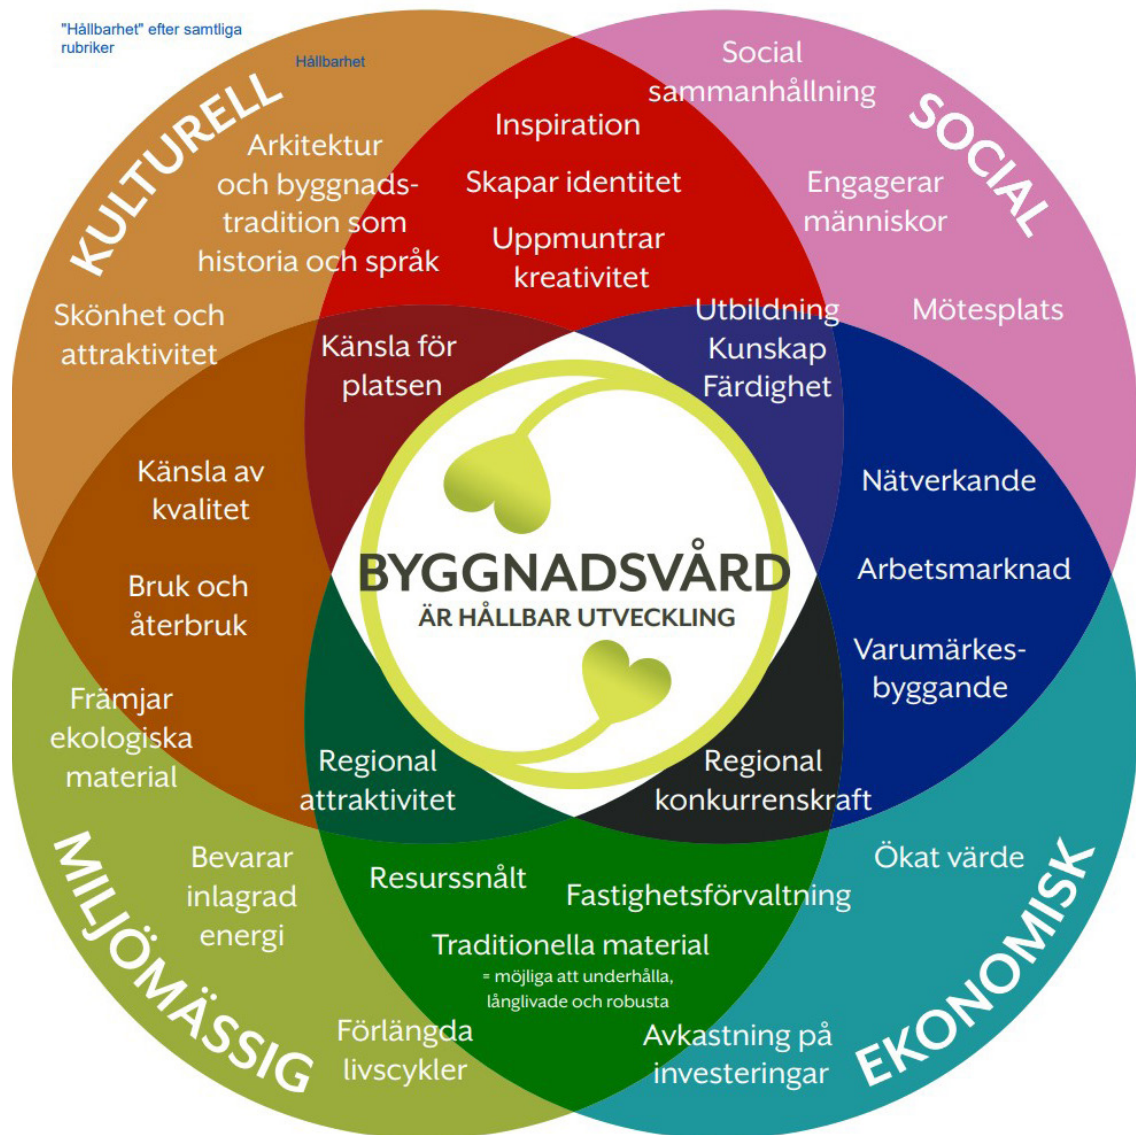 "Hållbarhet" efter samtliga
rubriker
Hållbarhet
KULTURELL
SOCIAL
Social
sammanhållning
Inspiration
Arkitektur
och byggnads-
tradition som
historia och språk
Skapar identitet
Engagerar
människor
Uppmuntrar
kreativitet
Skönhet och
attraktivitet
Utbildning
Kunskap
Färdighet
Mötesplats
Känsla för
platsen
Känsla av
kvalitet
Nätverkande
BYGGNADSVÅRD
ÄR HÅLLBAR UTVECKLING
Arbetsmarknad
Bruk och
återbruk
Varumärkes-
byggande
Främjar
ekologiska
material
Regional
attraktivitet
Regional
konkurrenskraft
MILJÖMÄSSIG
EKONOMISK
Bevarar
inlagrad
energi
Resurssnålt
Fastighetsförvaltning
Ökat värde
Traditionella material
= möjliga att underhålla,
långlivade och robusta
Förlängda
livscykler
Avkastning på
investeringar